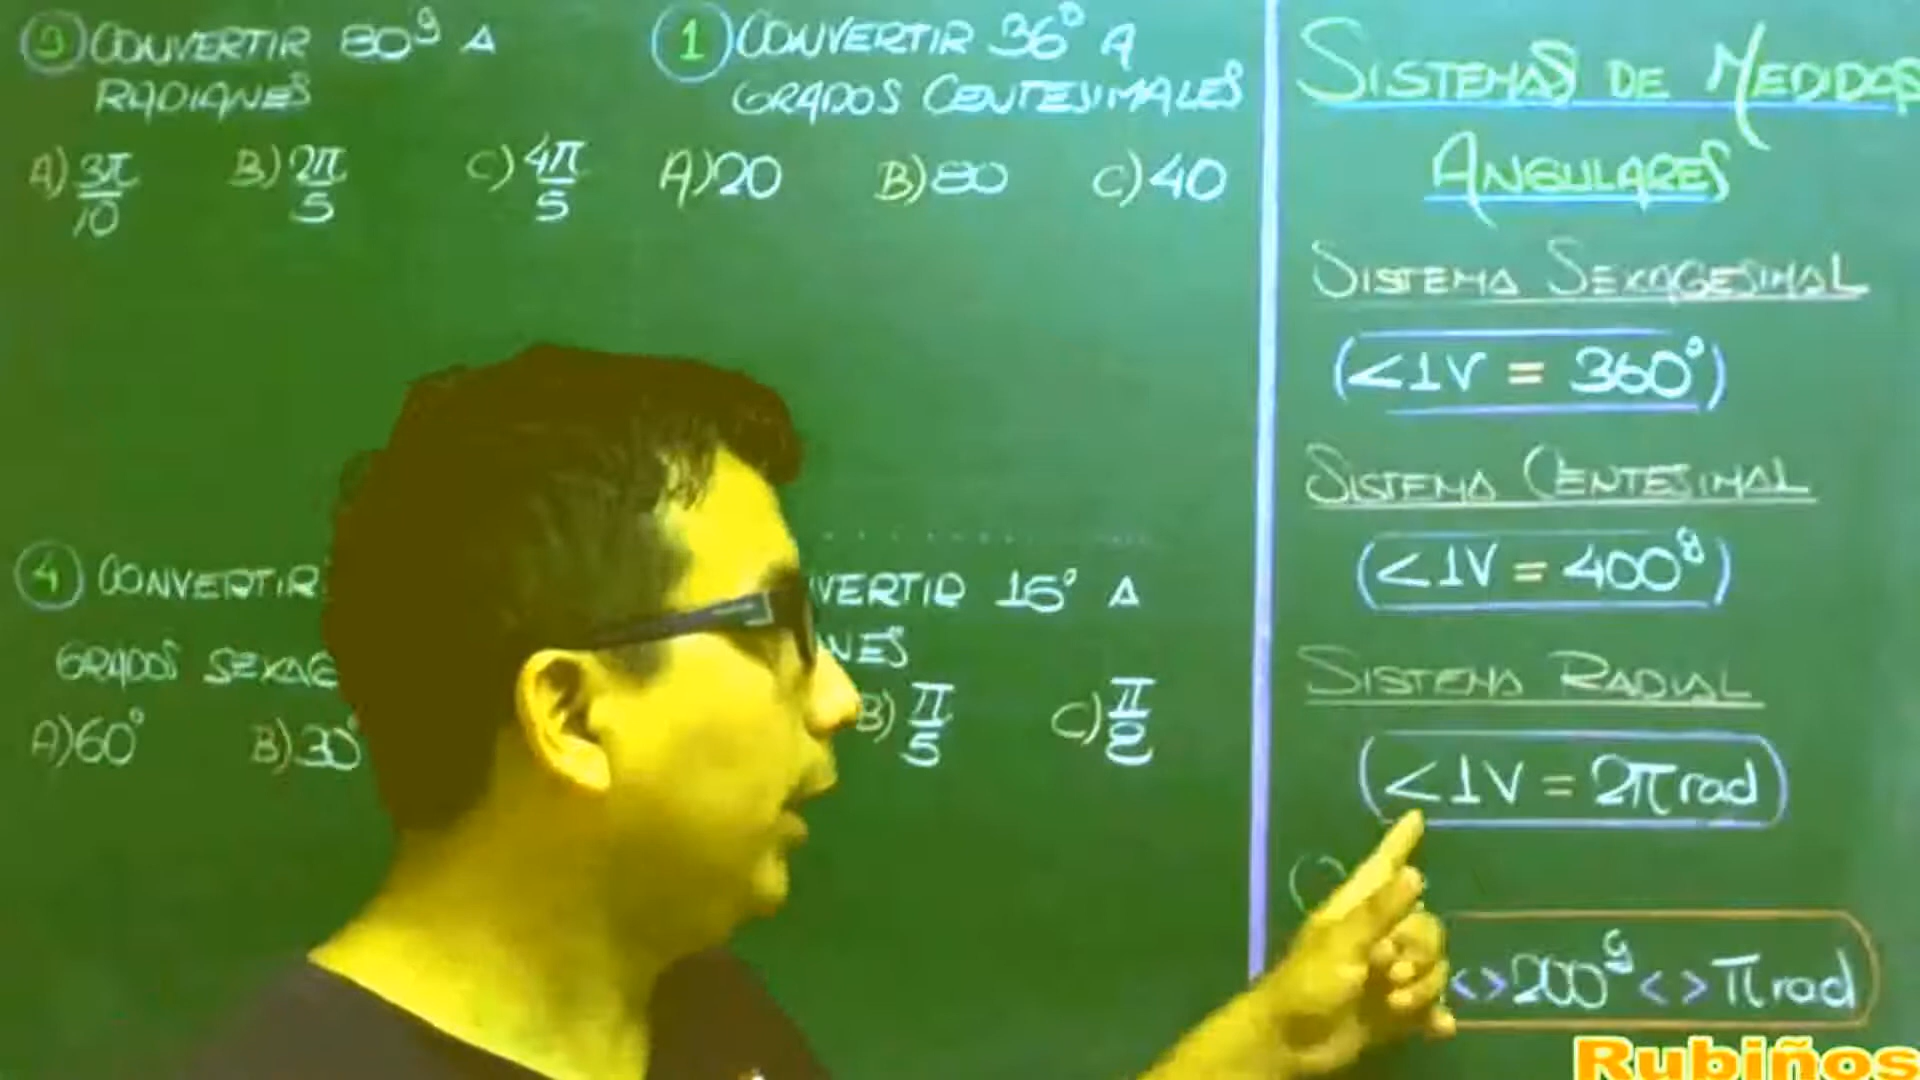 3 CONVERTIR 80g A
RADIANES
A) 3π/10 B) 2π/5 C) 4π/5
1 CONVERTIR 36° A
GRADOS CENTESIMALES
A) 20 B) 80 C) 40
4 CONVERTIR
GRADOS SEXAG
A) 60° B) 30°
VERTIR 15° A
NES
B) π/5 C) π/2
SISTEMAS DE MEDIDAS
ANGULARES
SISTEMA SEXAGESIMAL
(<1V = 360°)
SISTEMA CENTESIMAL
(<1V = 400g)
SISTEMA RADIAL
(<1V = 2π rad)
<> 200g <> π rad
Rubiños